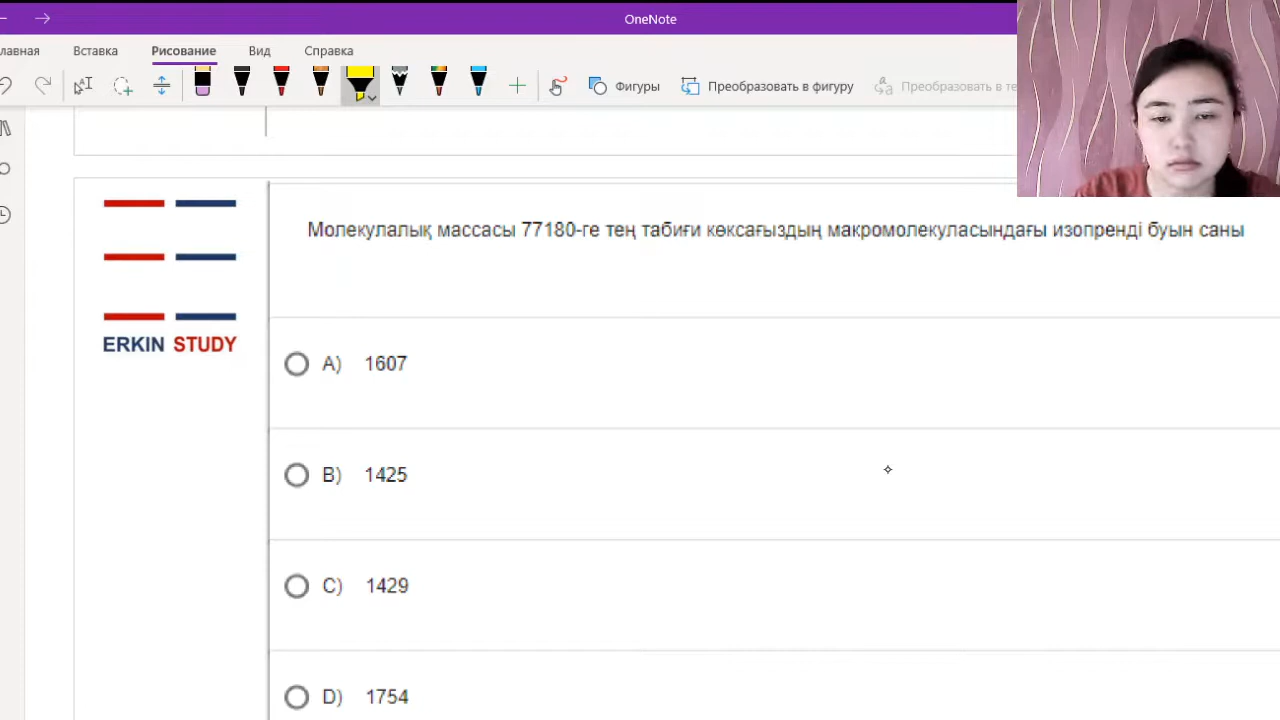 OneNote
лавная Вставка Рисование Вид Справка
Фигуры Преобразовать в фигуру Преобразовать в те
Молекулалық массасы 77180-ге тең табиғи көксағыздың макромолекуласындағы изопренді буын саны
ERKIN STUDY
A) 1607
B) 1425
C) 1429
D) 1754